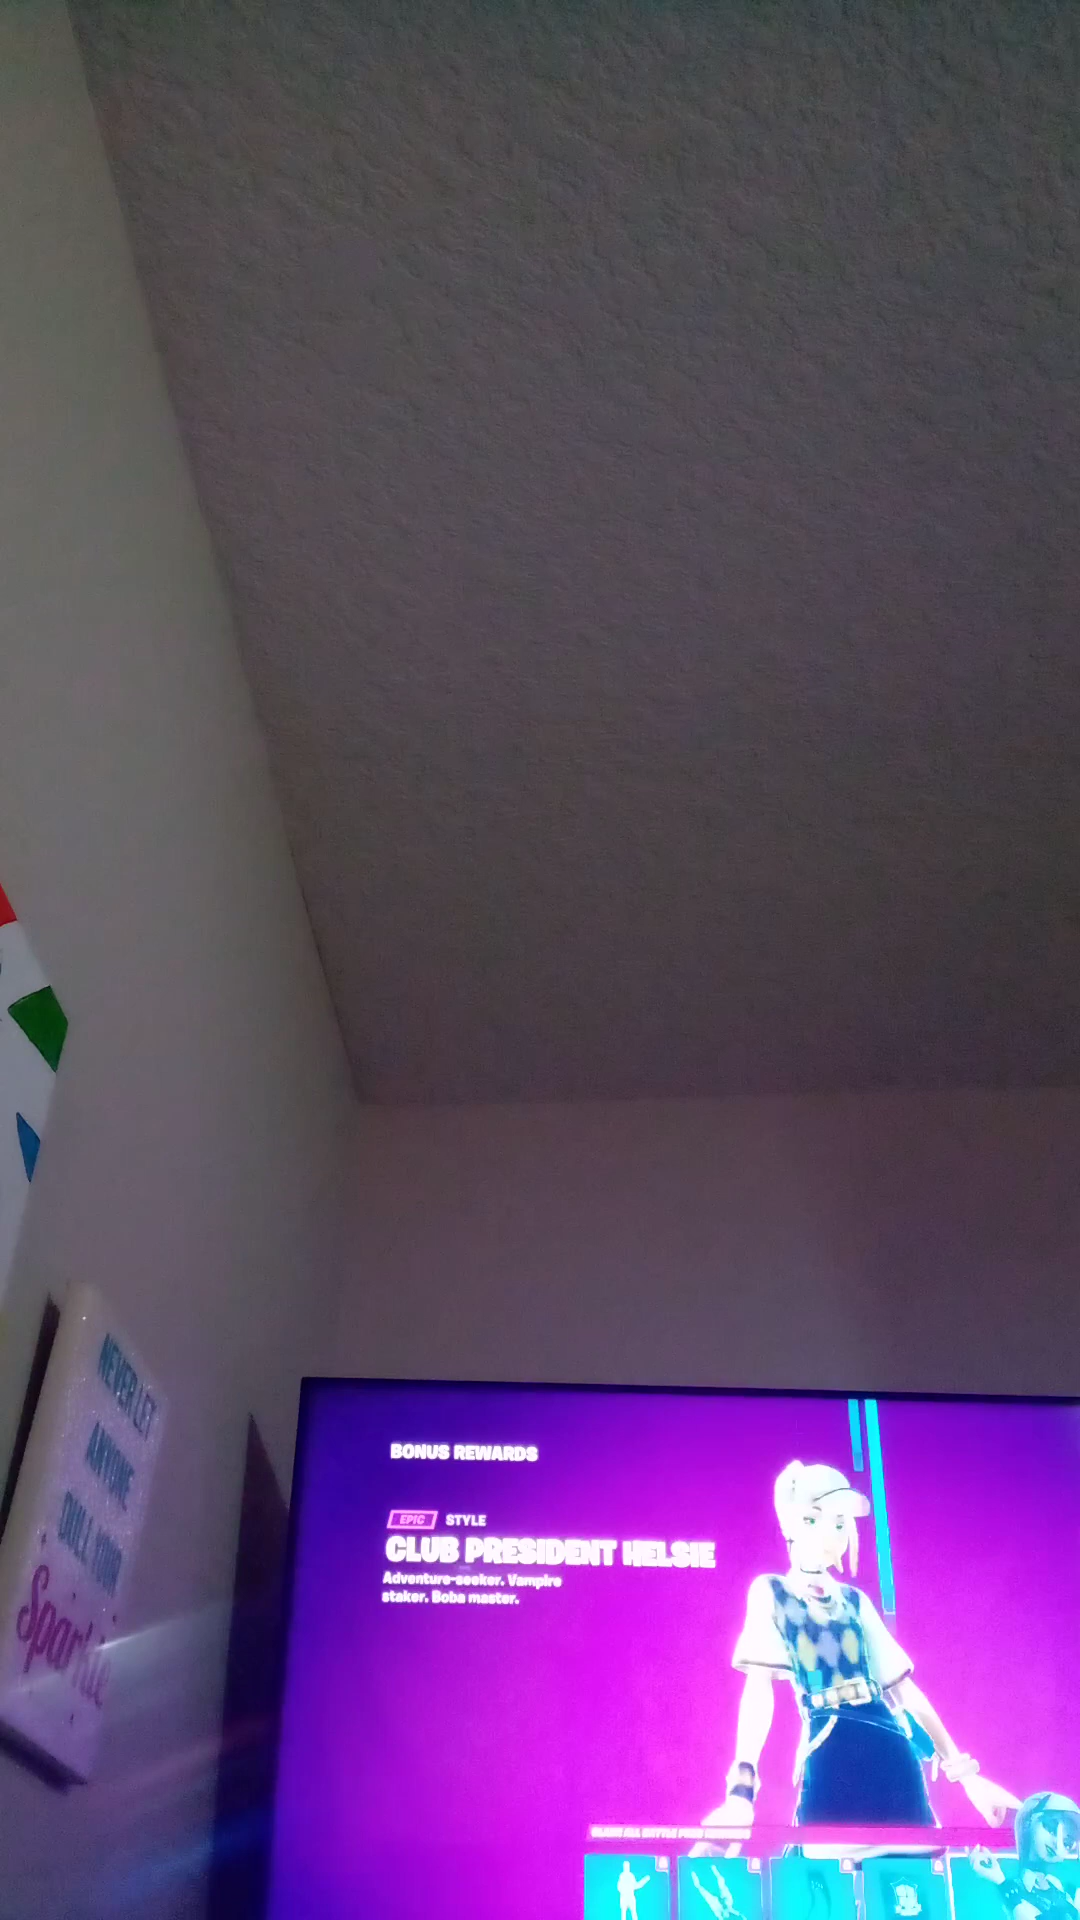 NEVER LET
ANYONE
DULL YOUR
Sparkle
BONUS REWARDS
EPIC STYLE
CLUB PRESIDENT HELSIE
Adventure-seeker. Vampire
staker. Boba master.